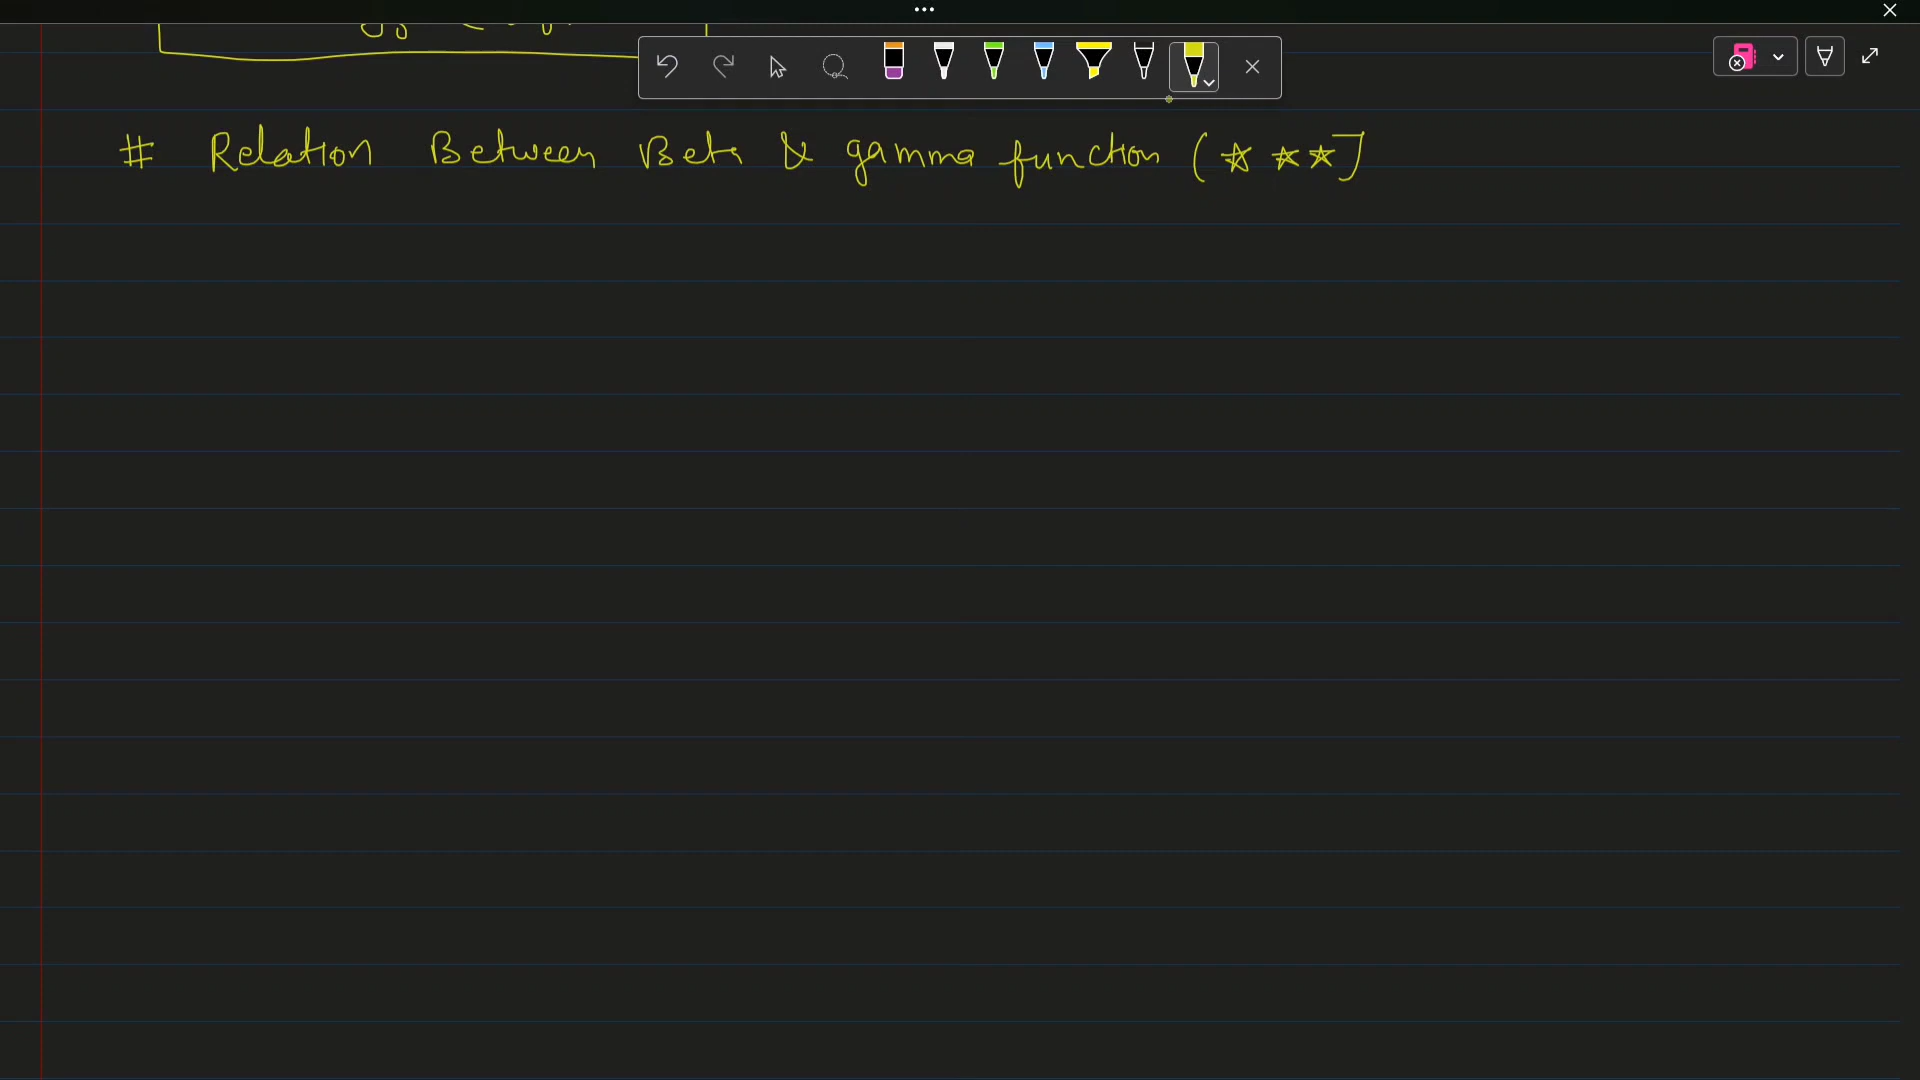 # Relation Between Beta & gamma function (☆ ☆☆]